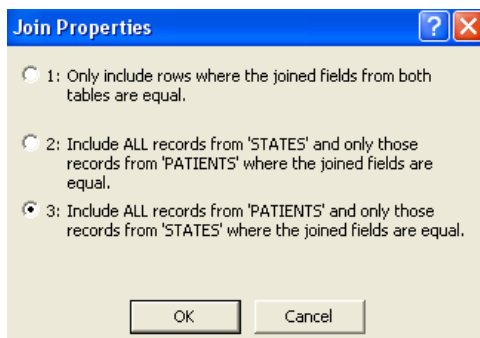 Join Properties
?
1: Only include rows where the joined fields from both
tables are equal.
2: Include ALL records from 'STATES' and only those
records from 'PATIENTS' where the joined fields are
equal.
3: Include ALL records from 'PATIENTS' and only those
records from 'STATES' where the joined fields are equal.
OK Cancel